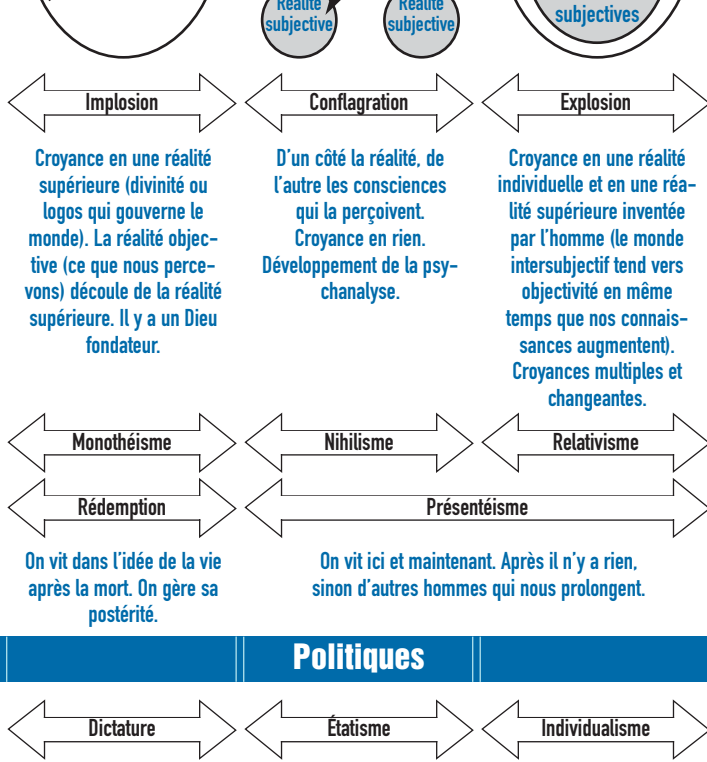 Réalité
subjective
Réalité
subjective
subjectives
Implosion
Conflagration
Explosion
Croyance en une réalité
supérieure (divinité ou
logos qui gouverne le
monde). La réalité objec-
tive (ce que nous perce-
vons) découle de la réalité
supérieure. Il y a un Dieu
fondateur.
D'un côté la réalité, de
l'autre les consciences
qui la perçoivent.
Croyance en rien.
Développement de la psy-
chanalyse.
Croyance en une réalité
individuelle et en une réa-
lité supérieure inventée
par l'homme (le monde
intersubjectif tend vers
objectivité en même
temps que nos connais-
sances augmentent).
Croyances multiples et
changeantes.
Monothéisme
Nihilisme
Relativisme
Rédemption
Présentéisme
On vit dans l'idée de la vie
après la mort. On gère sa
postérité.
On vit ici et maintenant. Après il n'y a rien,
sinon d'autres hommes qui nous prolongent.
Politiques
Dictature
Étatisme
Individualisme